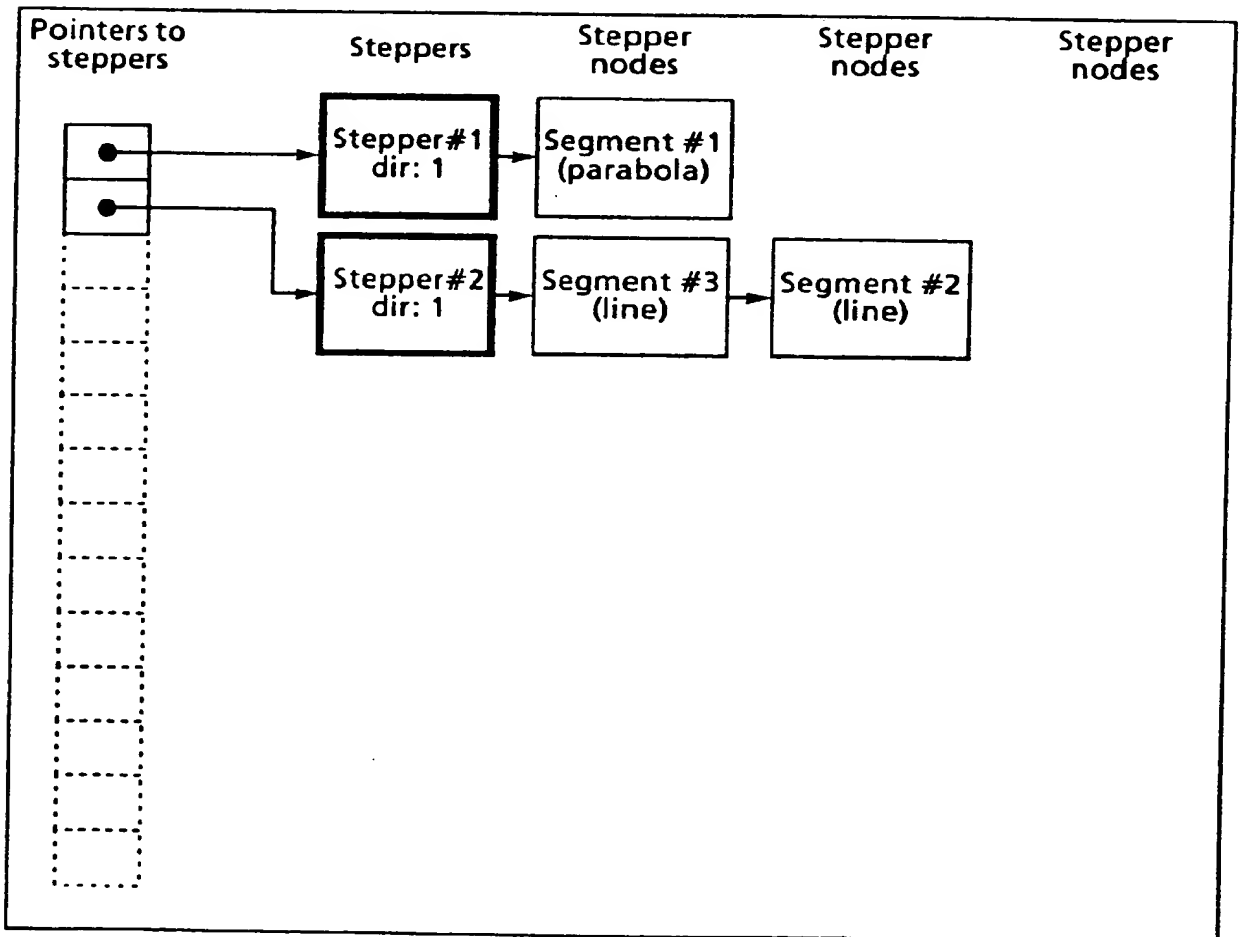 Pointers to
steppers
Steppers
Stepper
nodes
Stepper
nodes
Stepper
nodes
Stepper#1
dir: 1
Segment #1
(parabola)
Stepper#2
dir: 1
Segment #3
(line)
Segment #2
(line)